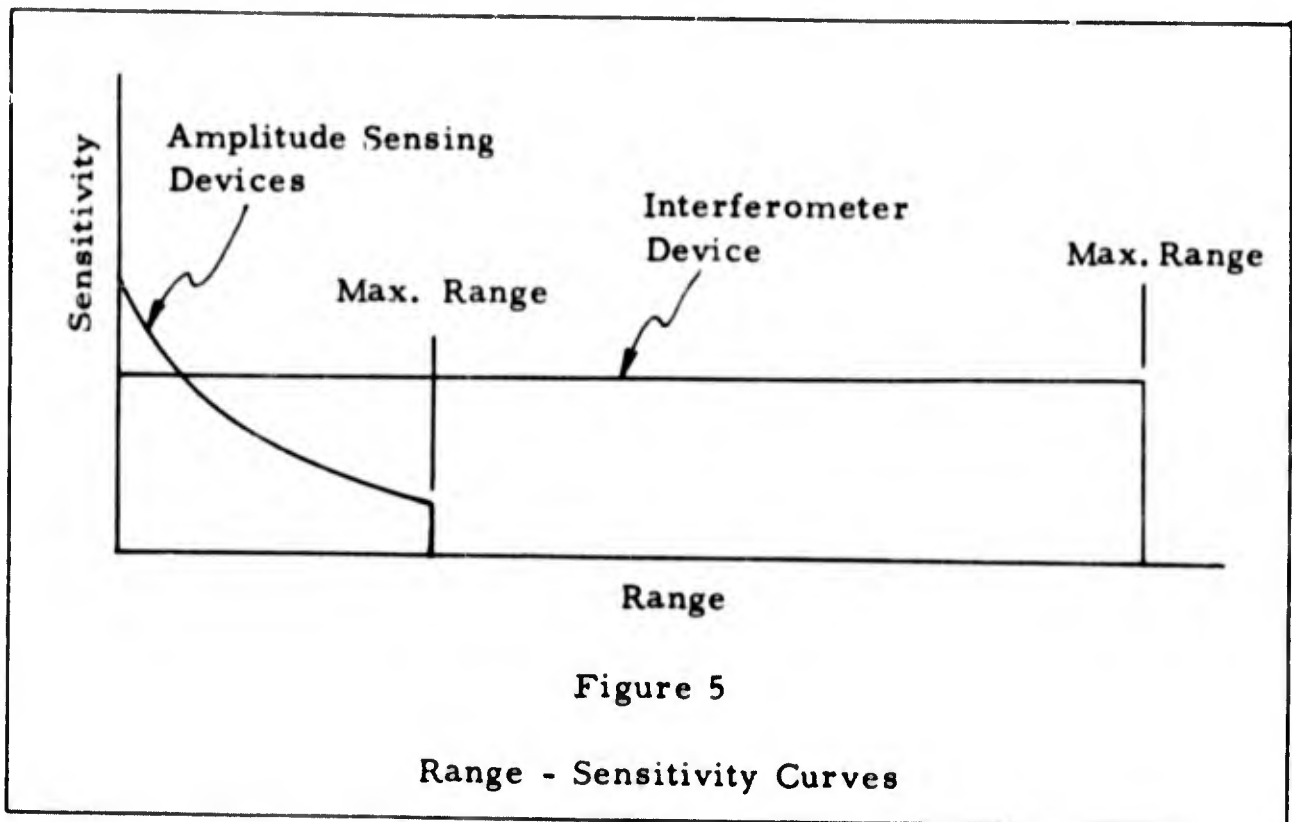 Sensitivity
Amplitude Sensing
Devices
Max. Range
Interferometer
Device
Max. Range
Range
Figure 5
Range - Sensitivity Curves